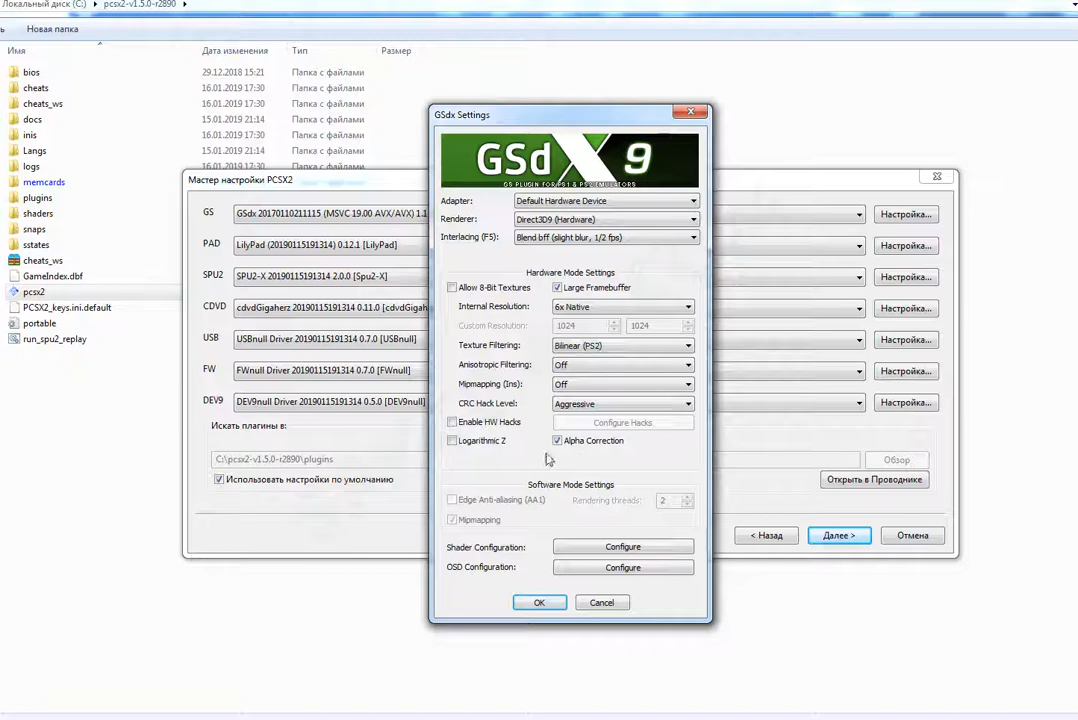 Локальный диск (C:) ▸ pcsx2-v1.5.0-r2890 ▸
Новая папка
Имя Дата изменения Тип Размер
bios 29.12.2018 15:21 Папка с файлами
cheats 16.01.2019 17:30 Папка с файлами
cheats_ws 16.01.2019 17:30 Папка с файлами
docs 15.01.2019 21:14 Папка с файлами
inis 16.01.2019 17:30 Папка с файлами
Langs 15.01.2019 21:14 Папка с файлами
logs 16.01.2019 17:30 Папка с файлами
memcards
plugins
shaders
snaps
sstates
cheats_ws
GameIndex.dbf
pcsx2
PCSX2_keys.ini.default
portable
run_spu2_replay
Мастер настройки PCSX2
GS GSdx 20170110211115 (MSVC 19.00 AVX/AVX) 1.1 Настройка...
PAD LilyPad (20190115191314) 0.12.1 [LilyPad] Настройка...
SPU2 SPU2-X (20190115191314) 2.0.0 [Spu2-X] Настройка...
CDVD cdvdGigaherz (20190115191314) 0.11.0 [cdvdGigah Настройка...
USB USBnull Driver (20190115191314) 0.7.0 [USBnull] Настройка...
FW FWnull Driver (20190115191314) 0.7.0 [FWnull] Настройка...
DEV9 DEV9null Driver (20190115191314) 0.5.0 [DEV9null] Настройка...
Искать плагины в:
C:\pcsx2-v1.5.0-r2890\plugins Обзор
Использовать настройки по умолчанию Открыть в Проводнике
< Назад Далее > Отмена
GSdx Settings
GSdX 9
GS PLUGIN FOR PS1 & PS2 EMULATORS
Adapter: Default Hardware Device
Renderer: Direct3D9 (Hardware)
Interlacing (F5): Blend bff (slight blur, 1/2 fps)
Hardware Mode Settings
Allow 8-Bit Textures Large Framebuffer
Internal Resolution: 6x Native
Custom Resolution: 1024 1024
Texture Filtering: Bilinear (PS2)
Anisotropic Filtering: Off
Mipmapping (Ins): Off
CRC Hack Level: Aggressive
Enable HW Hacks Configure Hacks
Logarithmic Z Alpha Correction
Software Mode Settings
Edge Anti-aliasing (AA1) Rendering threads: 2
Mipmapping
Shader Configuration: Configure
OSD Configuration: Configure
OK Cancel